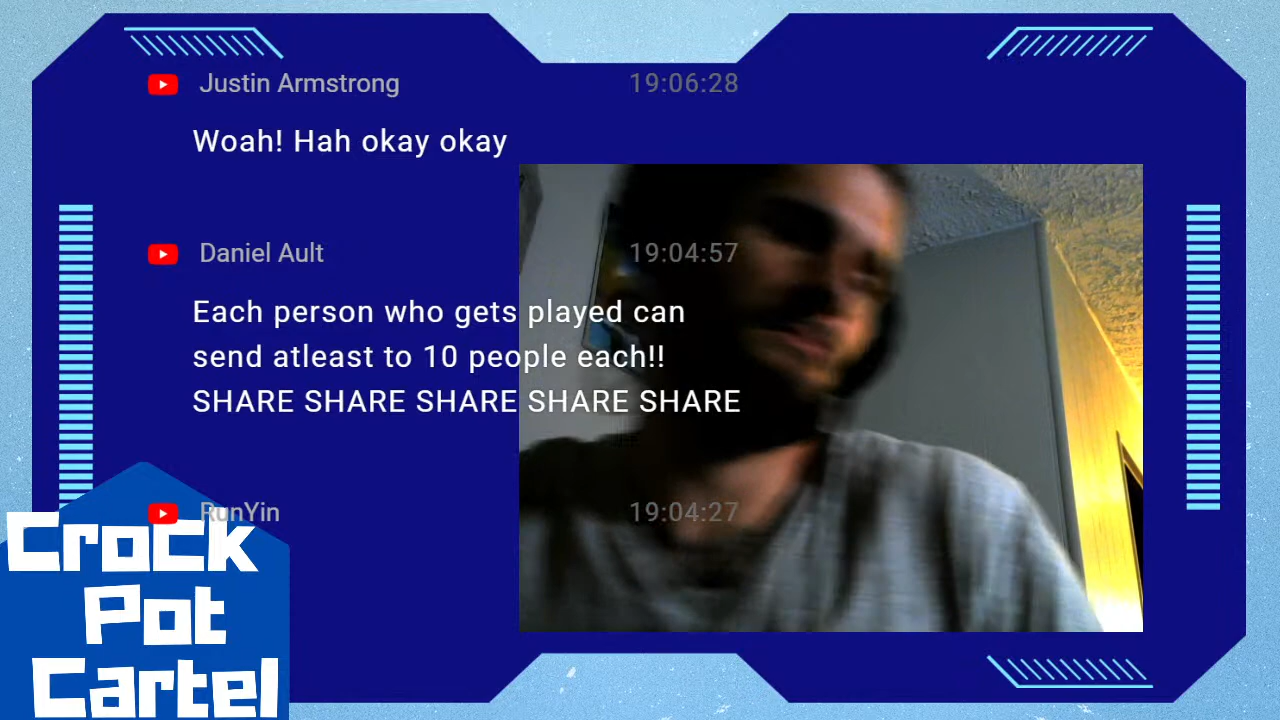 Justin Armstrong 19:06:28
Woah! Hah okay okay
Daniel Ault 19:04:57
Each person who gets played can
send atleast to 10 people each!!
SHARE SHARE SHARE SHARE SHARE
RunYin 19:04:27
Crock
Pot
Cartel